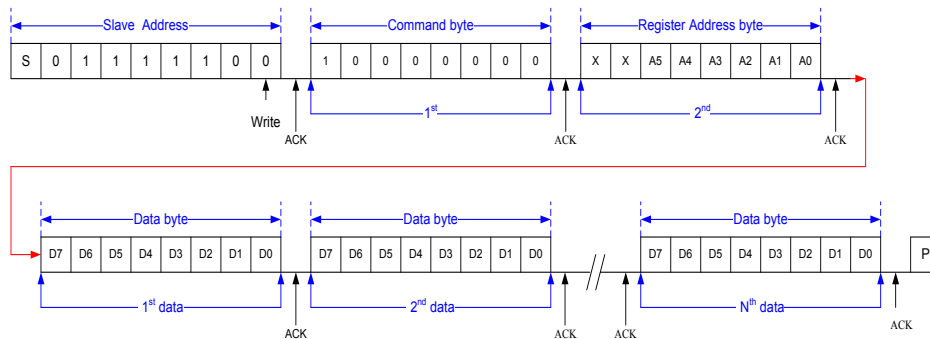 Slave Address Command byte Register Address byte
S 0 1 1 1 1 1 0 0 1 0 0 0 0 0 0 0 X X A5 A4 A3 A2 A1 A0
Write 1st 2nd
ACK ACK ACK
Data byte Data byte Data byte
D7 D6 D5 D4 D3 D2 D1 D0 D7 D6 D5 D4 D3 D2 D1 D0 // D7 D6 D5 D4 D3 D2 D1 D0 P
1st data 2nd data Nth data
ACK ACK ACK ACK